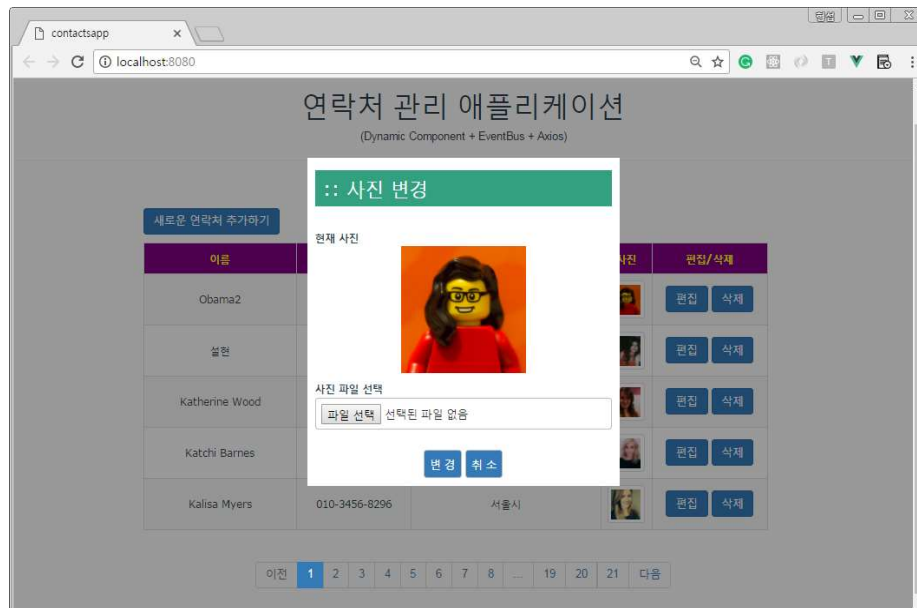 현섭
contactsapp
localhost:8080
연락처 관리 애플리케이션
(Dynamic Component + EventBus + Axios)
:: 사진 변경
새로운 연락처 추가하기
현재 사진
이름 사진 편집/삭제
Obama2 편집 삭제
설현 편집 삭제
사진 파일 선택
Katherine Wood 편집 삭제
파일 선택 선택된 파일 없음
Katchi Barnes 편집 삭제
변경 취소
Kalisa Myers 010-3456-8296 서울시 편집 삭제
이전 1 2 3 4 5 6 7 8 ... 19 20 21 다음